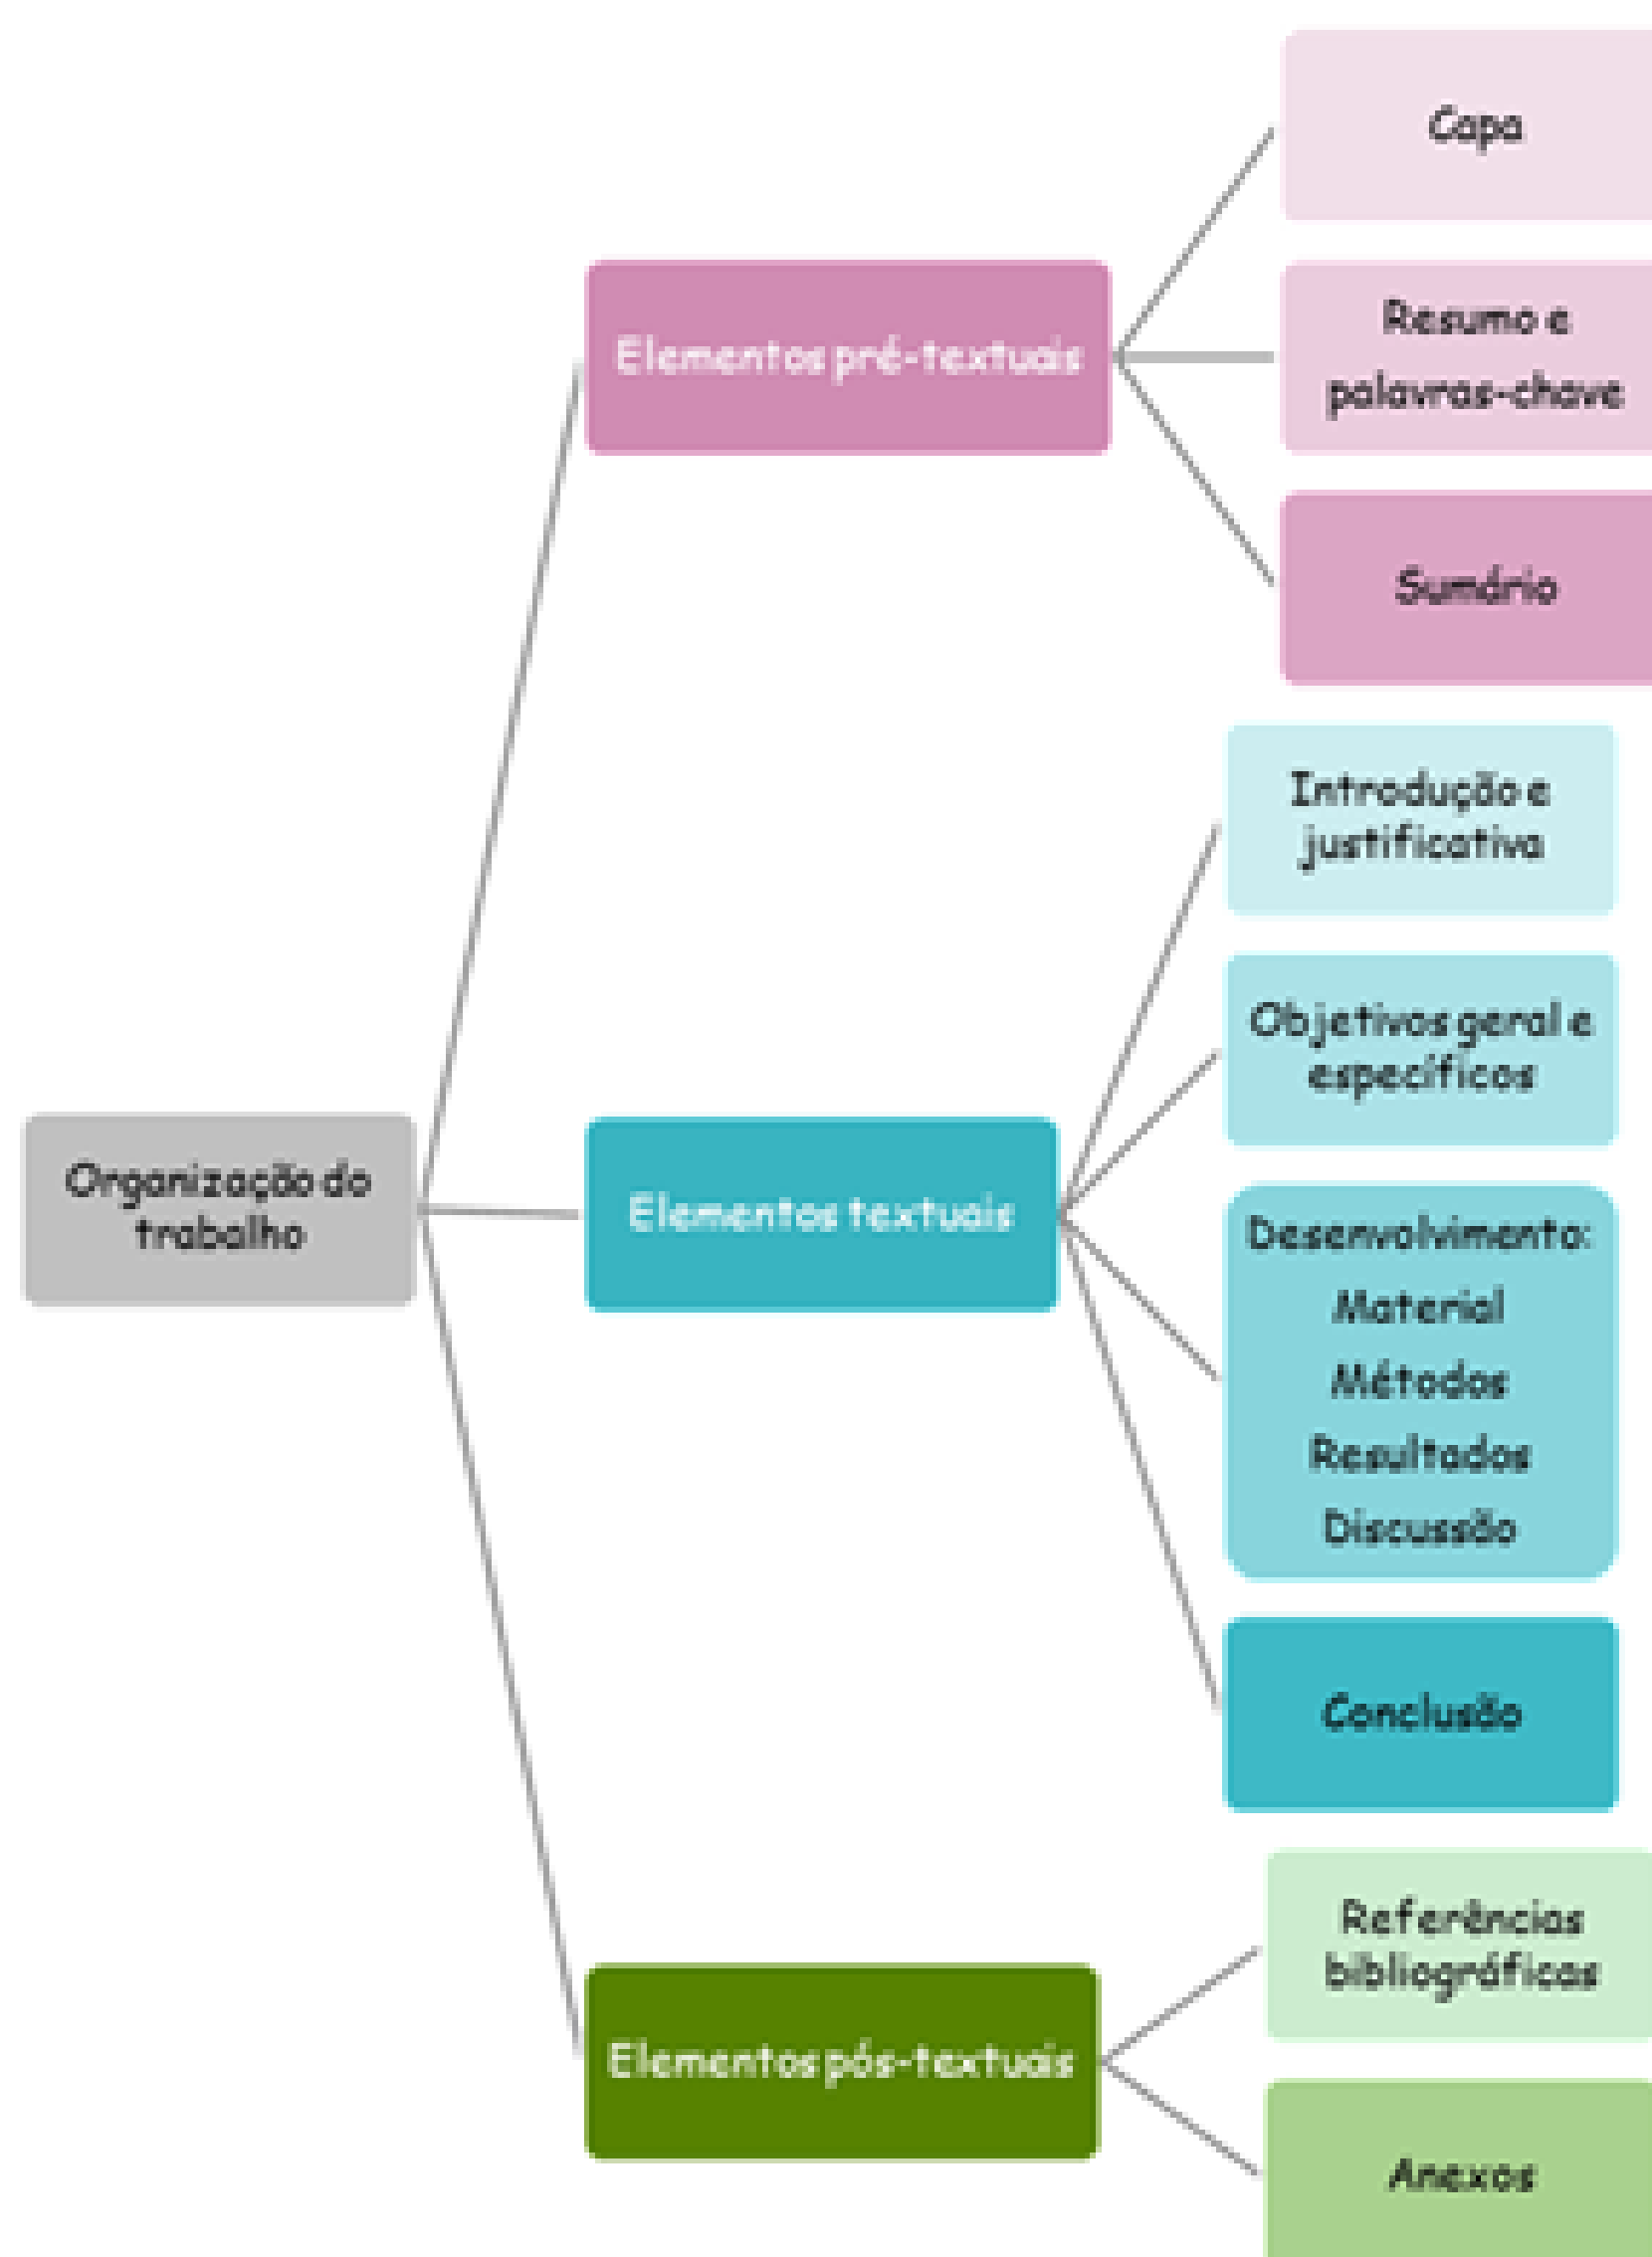 Capa
Resumo e
palavras-chave
Elementos pré-textuais
Sumário
Introdução e
justificativa
Objetivos geral e
específicos
Organização do
trabalho
Elementos textuais
Desenvolvimento:
Material
Métodos
Resultados
Discussão
Conclusão
Referências
bibliográficas
Elementos pós-textuais
Anexos